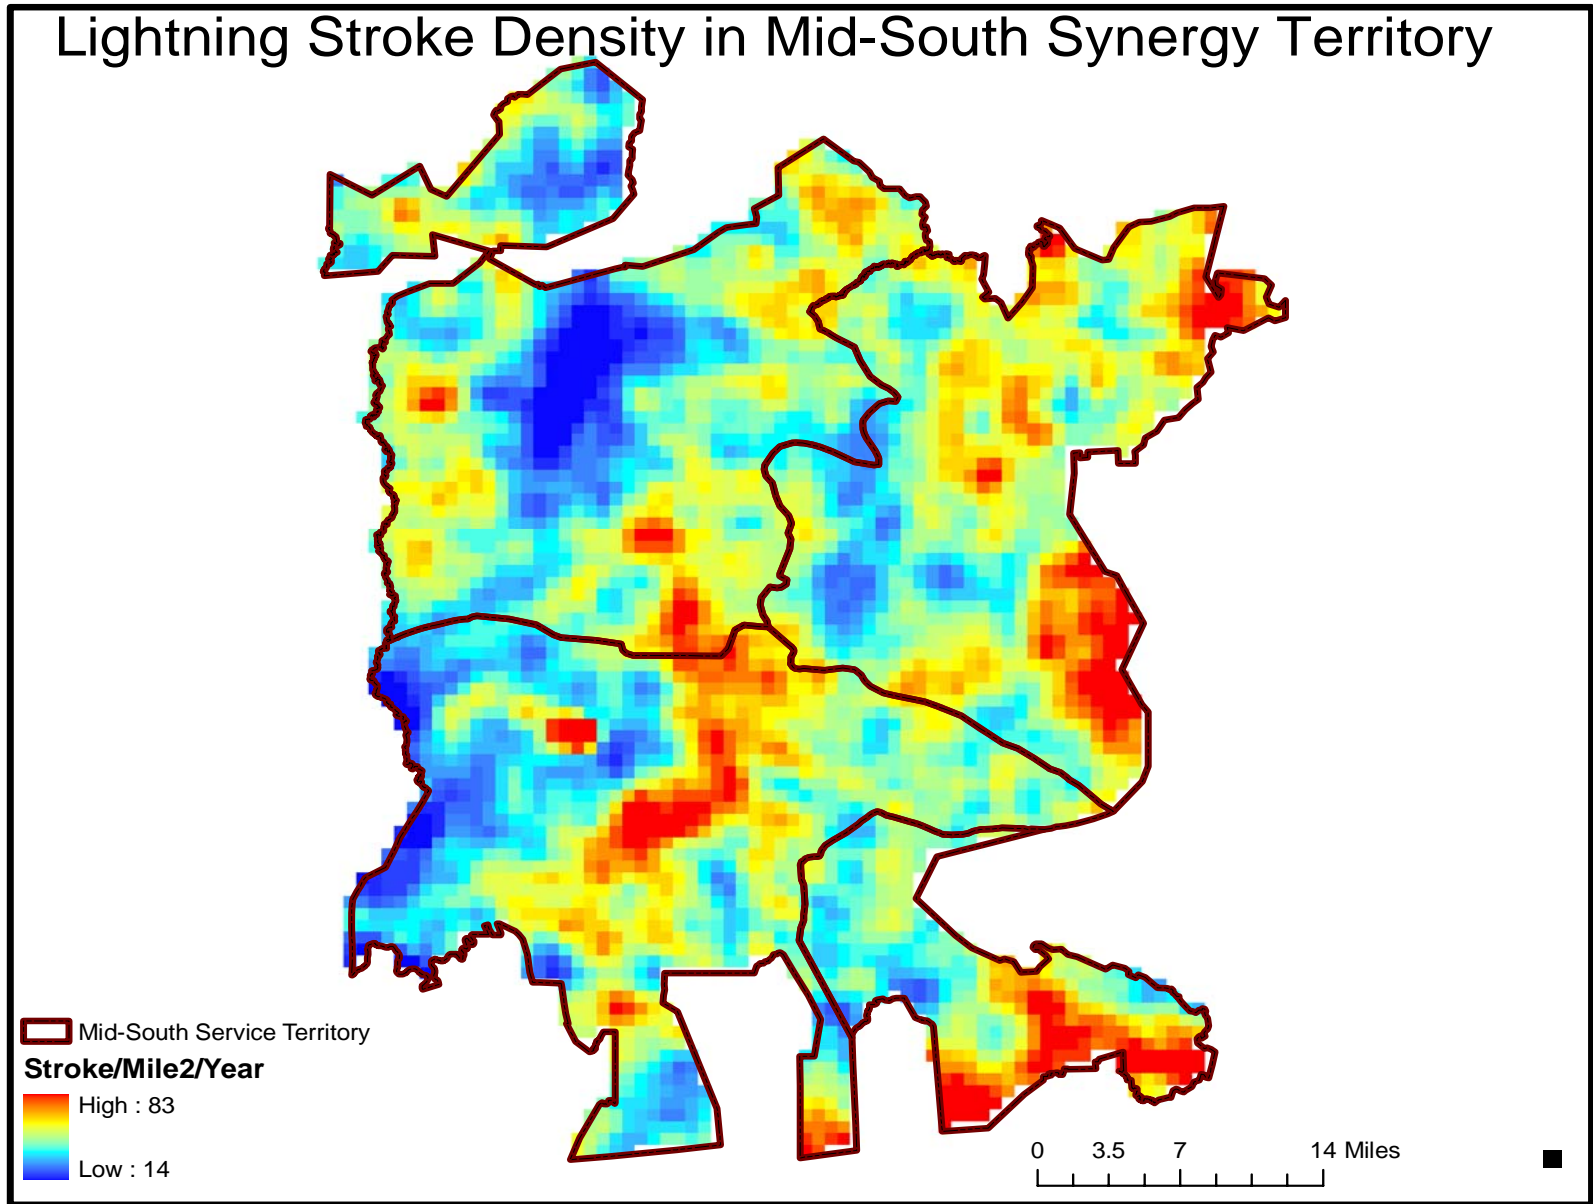 Lightning Stroke Density in Mid-South Synergy Territory
Mid-South Service Territory
Stroke/Mile2/Year
High : 83
Low : 14
0 3.5 7 14 Miles